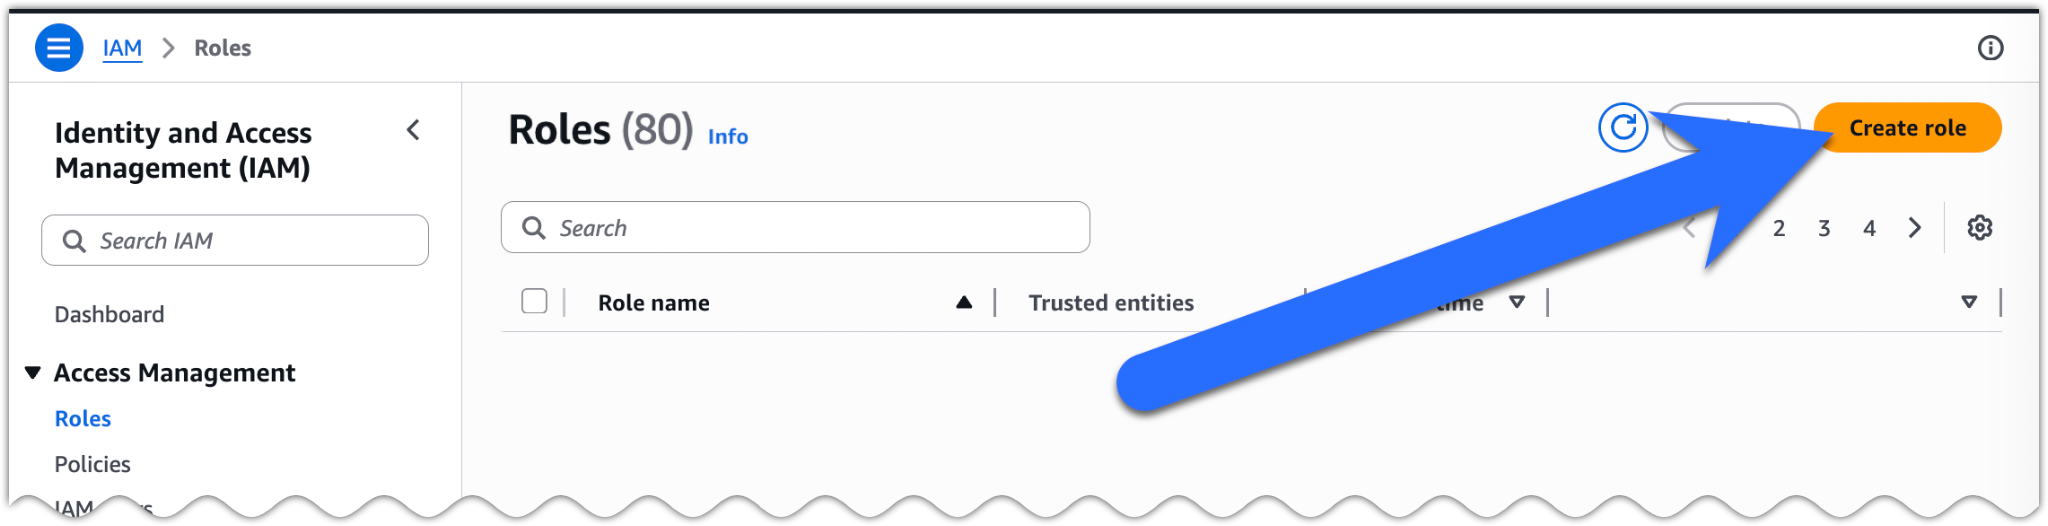 IAM > Roles
Identity and Access
Management (IAM)
Search IAM
Dashboard
Access Management
Roles
Policies
IAM
Roles (80) Info
Create role
Search
2 3 4
Role name
Trusted entities